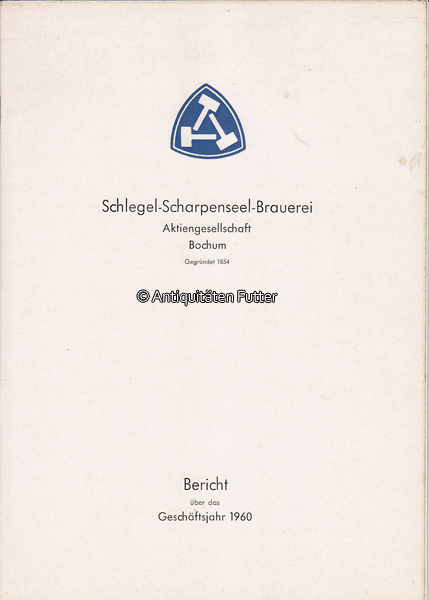 Schlegel-Scharpenseel-Brauerei
Aktiengesellschaft
Bochum
Gegründet 1854
© Antiquitäten Futter
Bericht
über das
Geschäftsjahr 1960